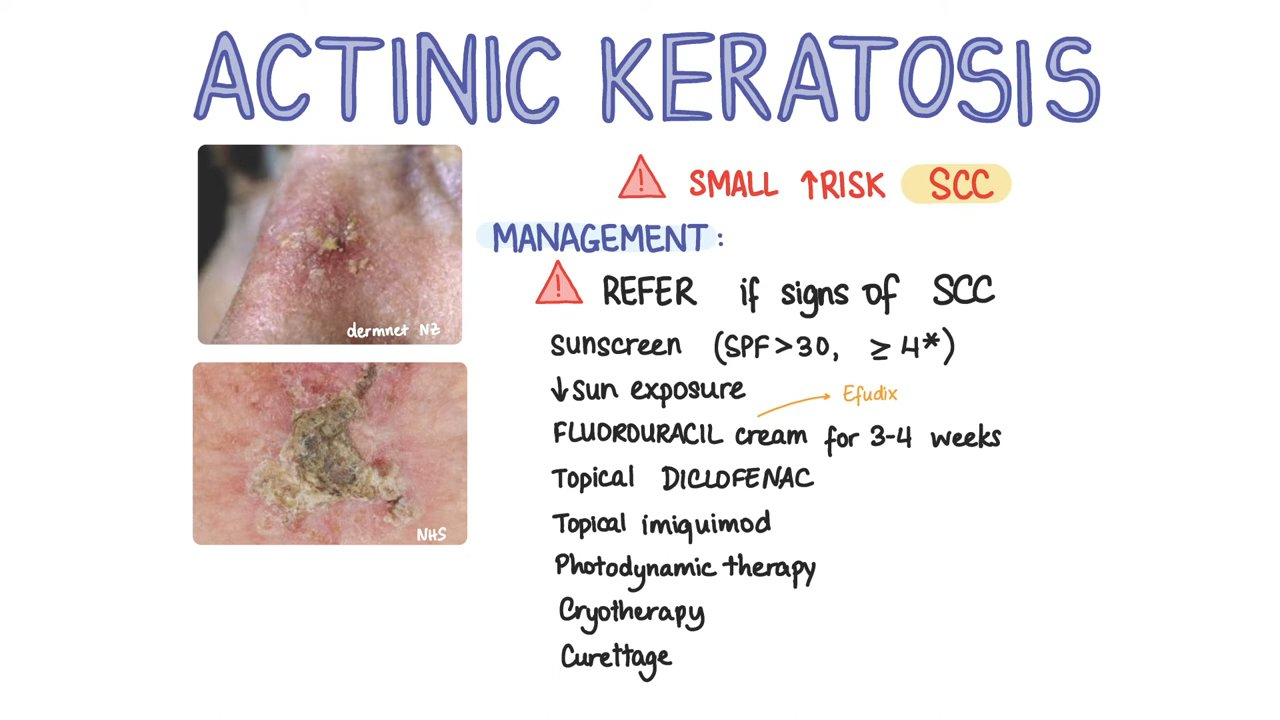 ACTINIC KERATOSIS
dermnet NZ
NHS
⚠ SMALL ↑RISK SCC
MANAGEMENT:
⚠ REFER if signs of SCC
Sunscreen (SPF>30, ≥ 4*)
↓Sun exposure
Efudix
FLUOROURACIL cream for 3-4 weeks
Topical DICLOFENAC
Topical imiquimod
Photodynamic therapy
Cryotherapy
Curettage